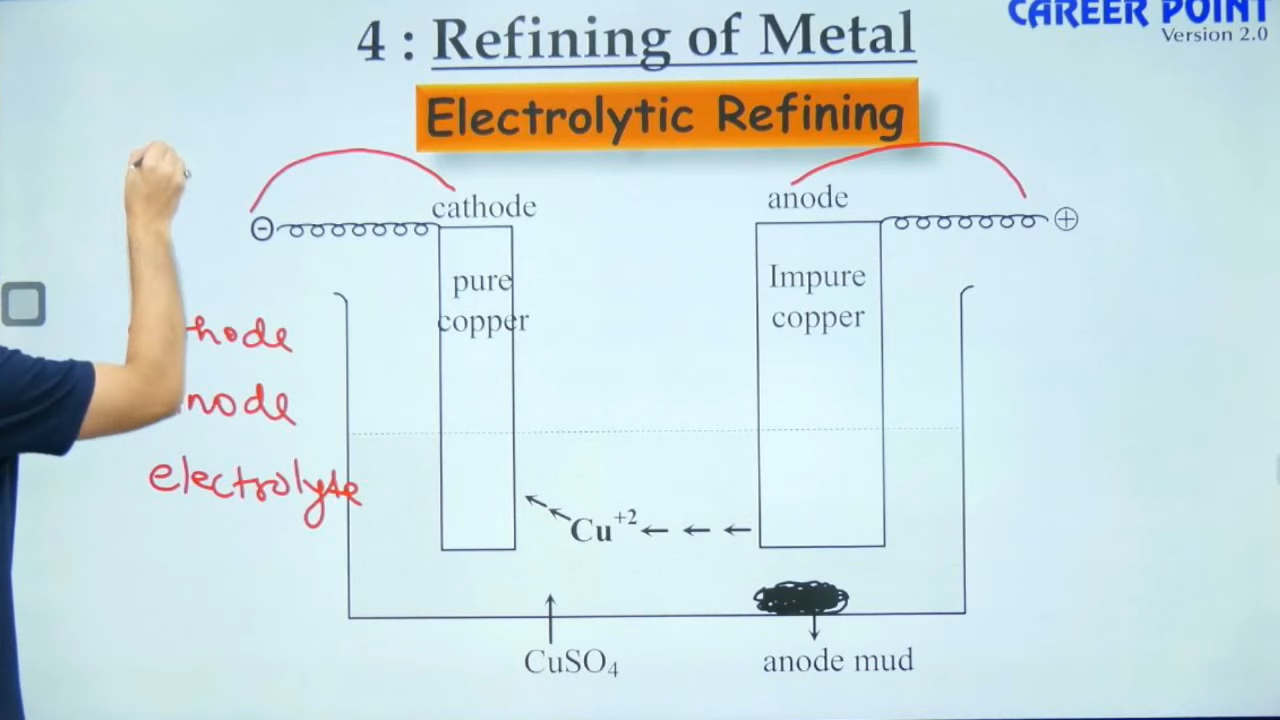 CAREER POINT
Version 2.0
4 : Refining of Metal
Electrolytic Refining
cathode
anode
⊖
⊕
pure
copper
Impure
copper
hode
node
electrolyte
Cu+2
CuSO4
anode mud